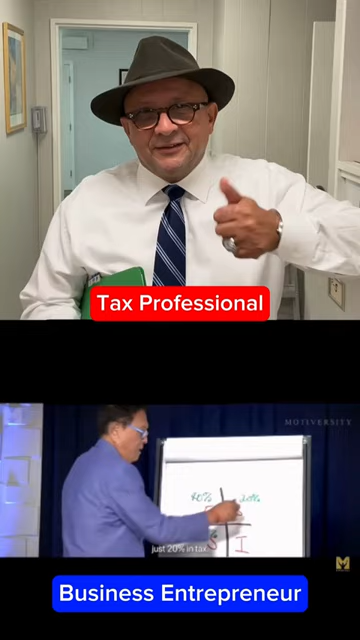 Tax Professional
MOTIVERSITY
40%
20%
I
just 20% in tax.
M
Business Entrepreneur